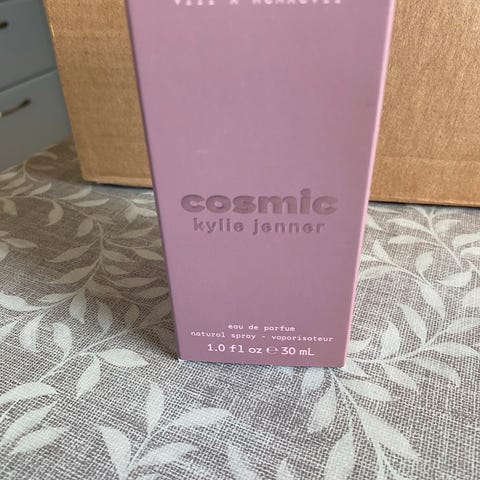 cosmic
kylie jenner
eau de parfum
natural spray - vaporisateur
1.0 fl oz ℮ 30 mL